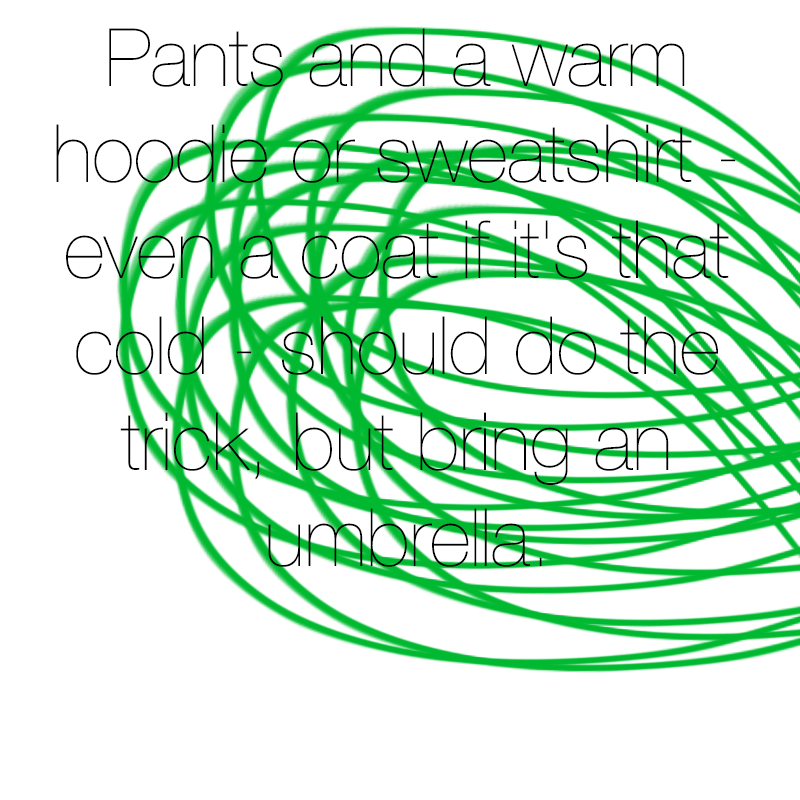 Pants and a warm
hoodie or sweatshirt -
even a coat if it's that
cold - should do the
trick, but bring an
umbrella.